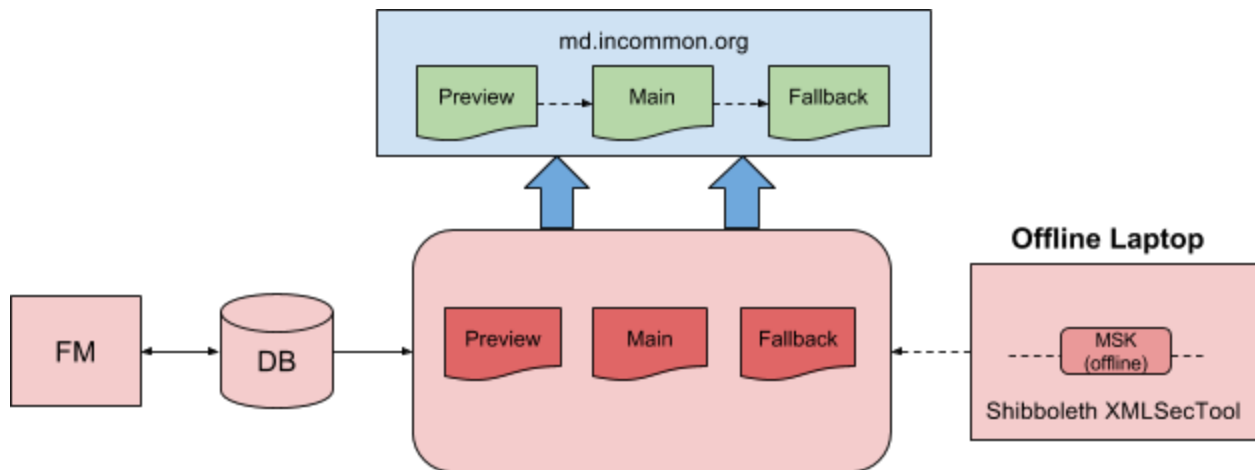 md.incommon.org
Preview
Main
Fallback
Offline Laptop
FM
DB
Preview
Main
Fallback
MSK
(offline)
Shibboleth XMLSecTool